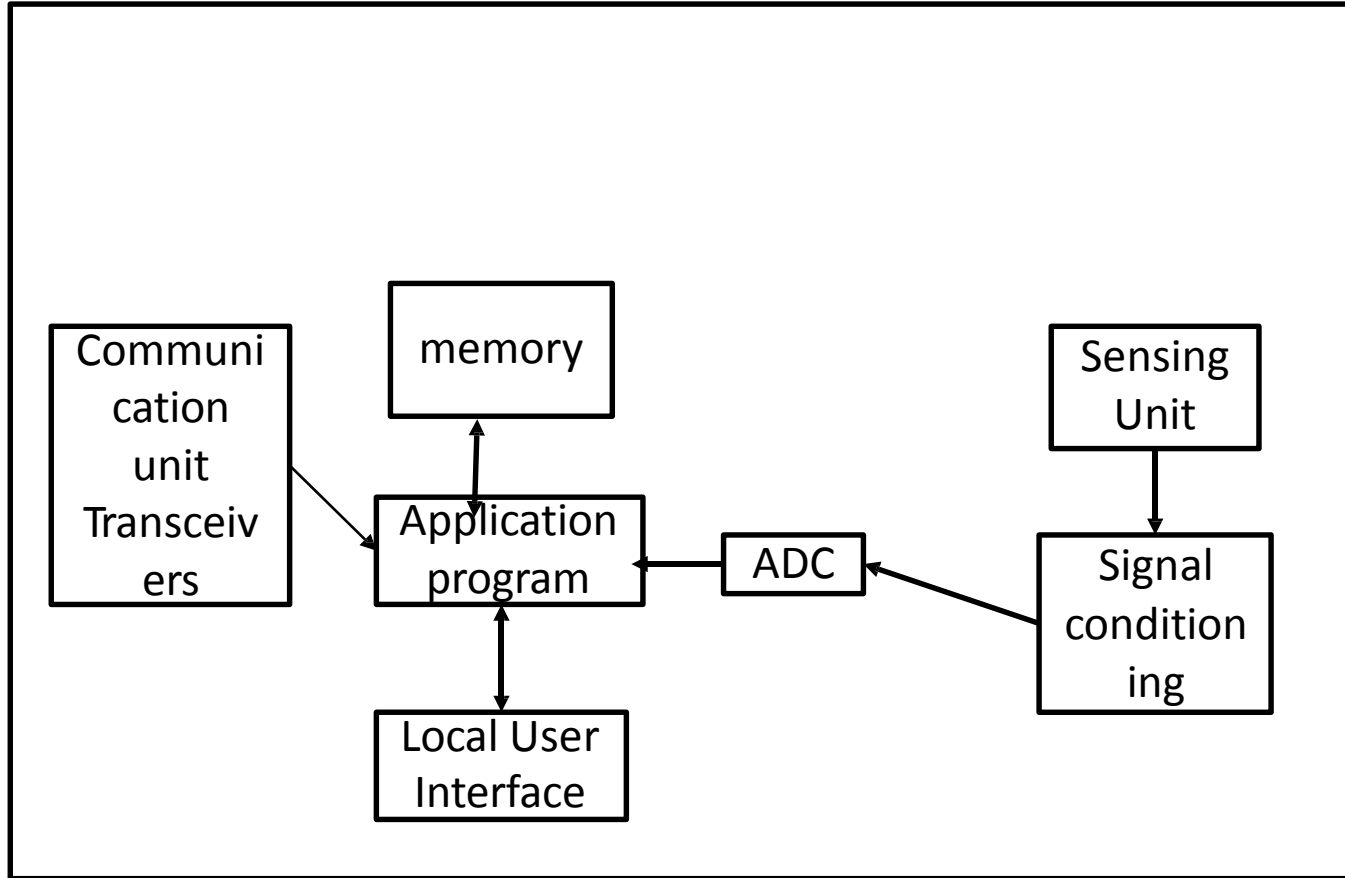 Communi
cation
unit
Transceiv
ers
memory
Application
program
Local User
Interface
ADC
Sensing
Unit
Signal
condition
ing